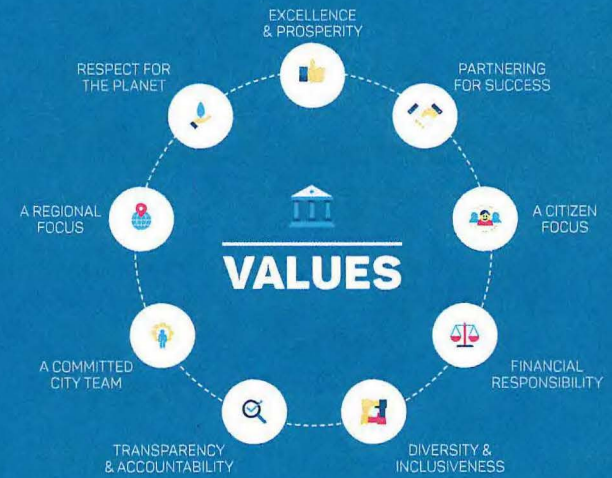 EXCELLENCE
& PROSPERITY
PARTNERING
FOR SUCCESS
A CITIZEN
FOCUS
FINANCIAL
RESPONSIBILITY
DIVERSITY &
INCLUSIVENESS
TRANSPARENCY
& ACCOUNTABILITY
A COMMITTED
CITY TEAM
A REGIONAL
FOCUS
RESPECT FOR
THE PLANET
VALUES